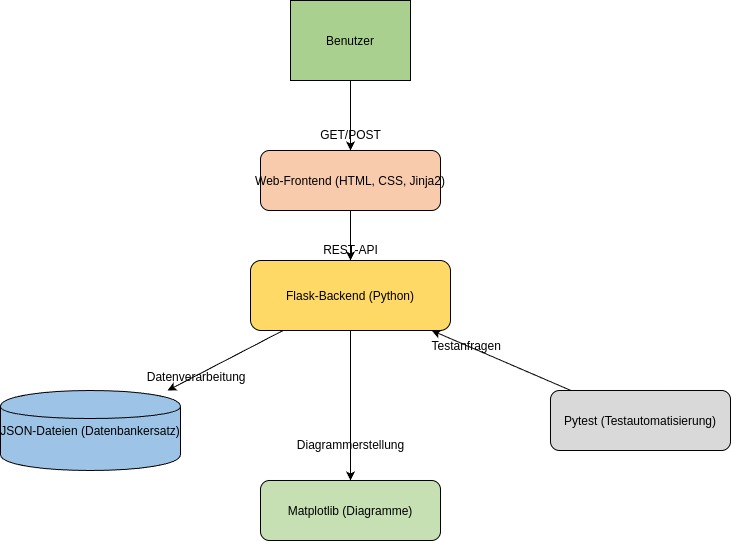 Benutzer
GET/POST
Web-Frontend (HTML, CSS, Jinja2)
REST-API
Flask-Backend (Python)
Testanfragen
Datenverarbeitung
JSON-Dateien (Datenbankersatz)
Pytest (Testautomatisierung)
Diagrammerstellung
Matplotlib (Diagramme)